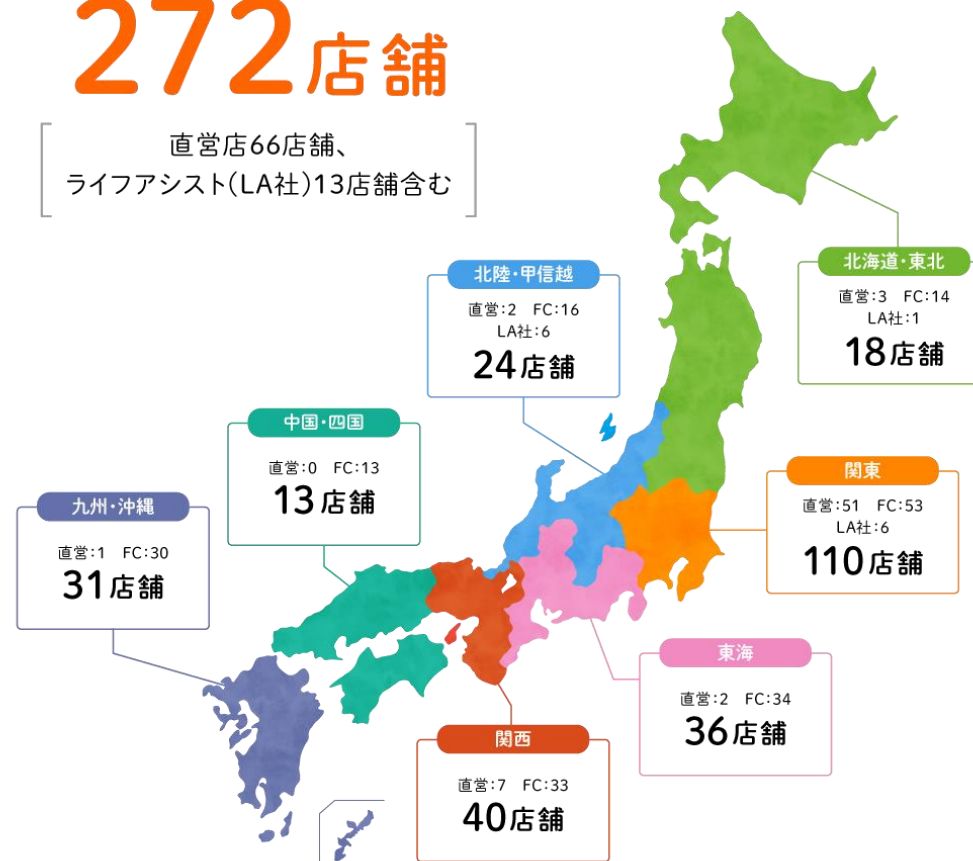 272店舗
直営店66店舗、
ライフアシスト(LA社)13店舗含む
北海道・東北
直営:3 FC:14
LA社:1
18店舗
北陸・甲信越
直営:2 FC:16
LA社:6
24店舗
中国・四国
直営:0 FC:13
13店舗
関東
直営:51 FC:53
LA社:6
110店舗
九州・沖縄
直営:1 FC:30
31店舗
東海
直営:2 FC:34
36店舗
関西
直営:7 FC:33
40店舗